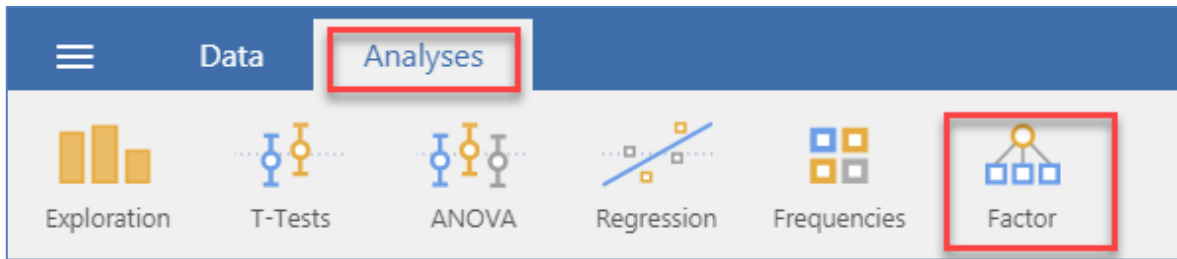 Data Analyses
Exploration T-Tests ANOVA Regression Frequencies Factor